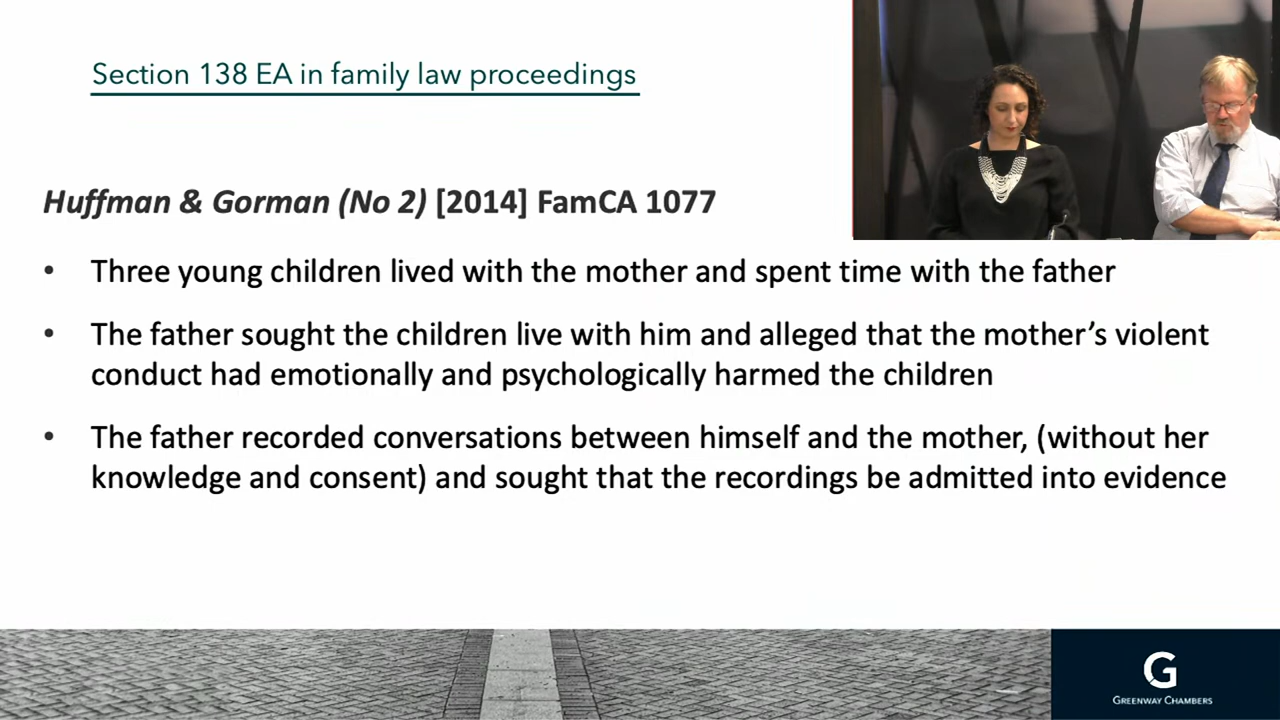 Section 138 EA in family law proceedings
Huffman & Gorman (No 2) [2014] FamCA 1077
• Three young children lived with the mother and spent time with the father
• The father sought the children live with him and alleged that the mother’s violent
conduct had emotionally and psychologically harmed the children
• The father recorded conversations between himself and the mother, (without her
knowledge and consent) and sought that the recordings be admitted into evidence
G
GREENWAY CHAMBERS